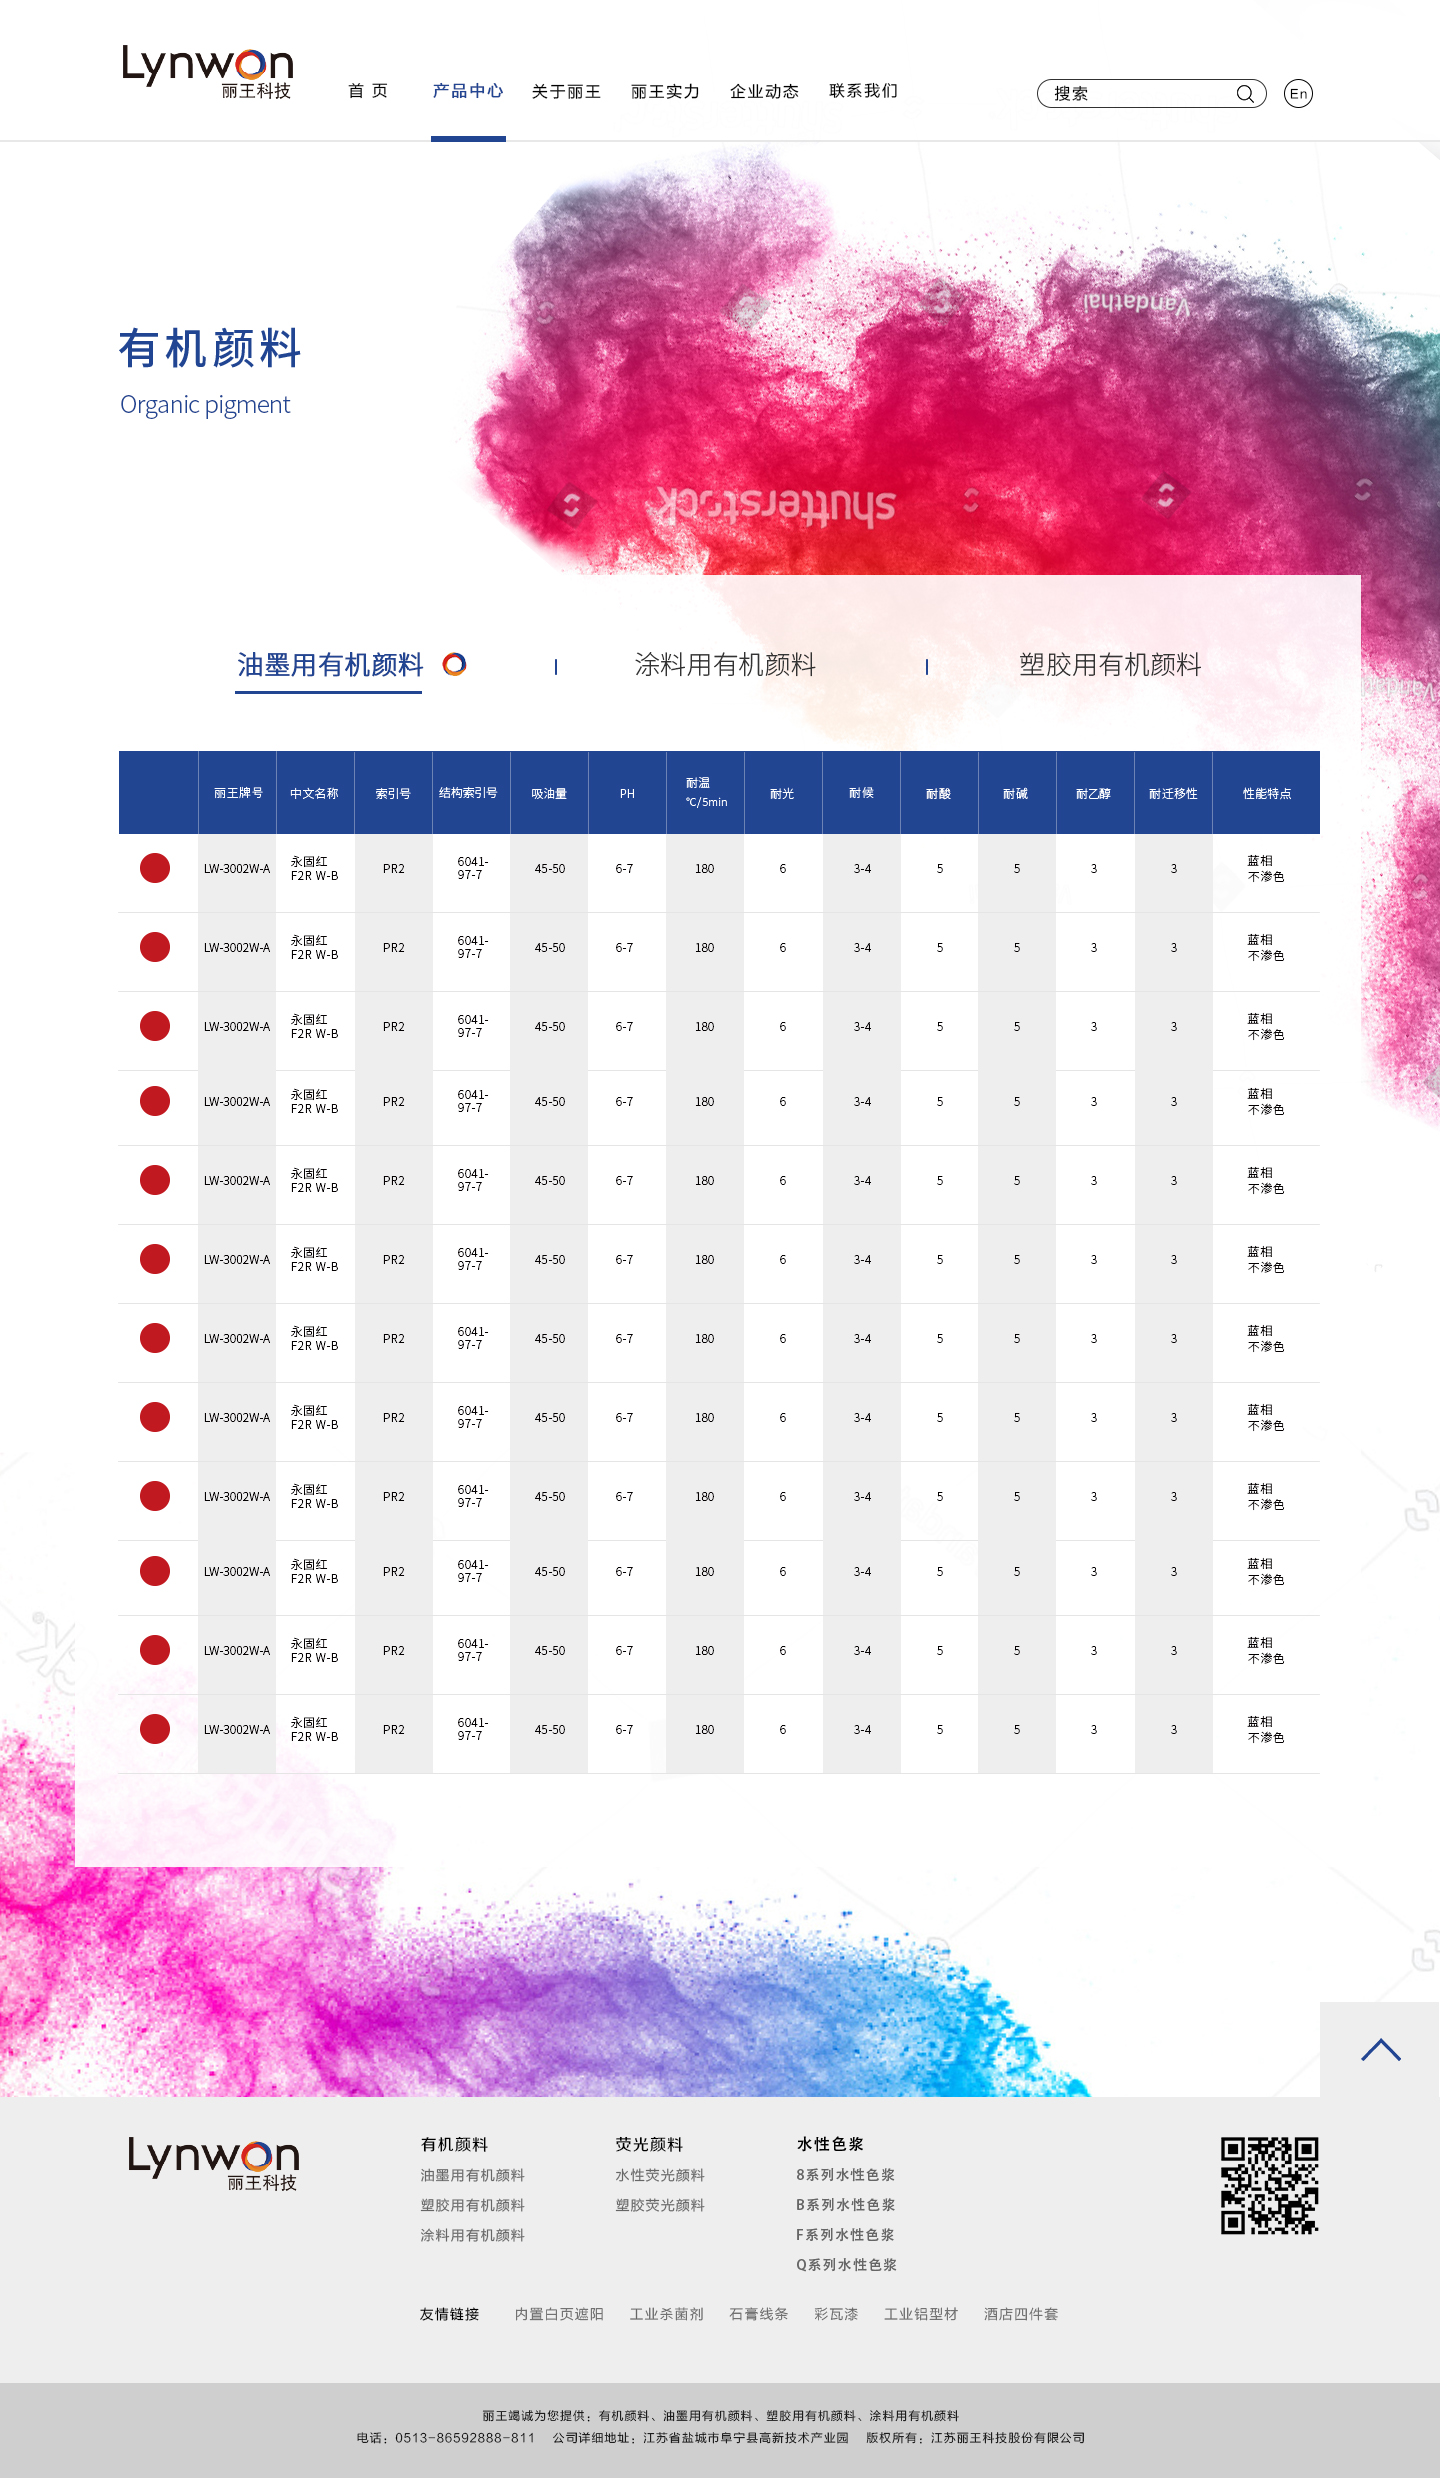 Lynwon
丽王科技
首 页
产品中心
关于丽王
丽王实力
企业动态
联系我们
搜索
En
有机颜料
Organic pigment
Vandathai
shutterstock
油墨用有机颜料
涂料用有机颜料
塑胶用有机颜料
丽王牌号 中文名称 索引号 结构索引号 吸油量 PH 耐温 ℃/5min 耐光 耐候 耐酸 耐碱 耐乙醇 耐迁移性 性能特点
LW-3002W-A 永固红 F2R W-B PR2 6041-97-7 45-50 6-7 180 6 3-4 5 5 3 3 蓝相 不渗色
LW-3002W-A 永固红 F2R W-B PR2 6041-97-7 45-50 6-7 180 6 3-4 5 5 3 3 蓝相 不渗色
LW-3002W-A 永固红 F2R W-B PR2 6041-97-7 45-50 6-7 180 6 3-4 5 5 3 3 蓝相 不渗色
LW-3002W-A 永固红 F2R W-B PR2 6041-97-7 45-50 6-7 180 6 3-4 5 5 3 3 蓝相 不渗色
LW-3002W-A 永固红 F2R W-B PR2 6041-97-7 45-50 6-7 180 6 3-4 5 5 3 3 蓝相 不渗色
LW-3002W-A 永固红 F2R W-B PR2 6041-97-7 45-50 6-7 180 6 3-4 5 5 3 3 蓝相 不渗色
LW-3002W-A 永固红 F2R W-B PR2 6041-97-7 45-50 6-7 180 6 3-4 5 5 3 3 蓝相 不渗色
LW-3002W-A 永固红 F2R W-B PR2 6041-97-7 45-50 6-7 180 6 3-4 5 5 3 3 蓝相 不渗色
LW-3002W-A 永固红 F2R W-B PR2 6041-97-7 45-50 6-7 180 6 3-4 5 5 3 3 蓝相 不渗色
LW-3002W-A 永固红 F2R W-B PR2 6041-97-7 45-50 6-7 180 6 3-4 5 5 3 3 蓝相 不渗色
LW-3002W-A 永固红 F2R W-B PR2 6041-97-7 45-50 6-7 180 6 3-4 5 5 3 3 蓝相 不渗色
LW-3002W-A 永固红 F2R W-B PR2 6041-97-7 45-50 6-7 180 6 3-4 5 5 3 3 蓝相 不渗色
Lynwon
丽王科技
有机颜料
油墨用有机颜料
塑胶用有机颜料
涂料用有机颜料
荧光颜料
水性荧光颜料
塑胶荧光颜料
水性色浆
8系列水性色浆
B系列水性色浆
F系列水性色浆
Q系列水性色浆
友情链接 内置白页遮阳 工业杀菌剂 石膏线条 彩瓦漆 工业铝型材 酒店四件套
丽王竭诚为您提供：有机颜料、油墨用有机颜料、塑胶用有机颜料、涂料用有机颜料
电话：0513-86592888-811 公司详细地址：江苏省盐城市阜宁县高新技术产业园 版权所有：江苏丽王科技股份有限公司